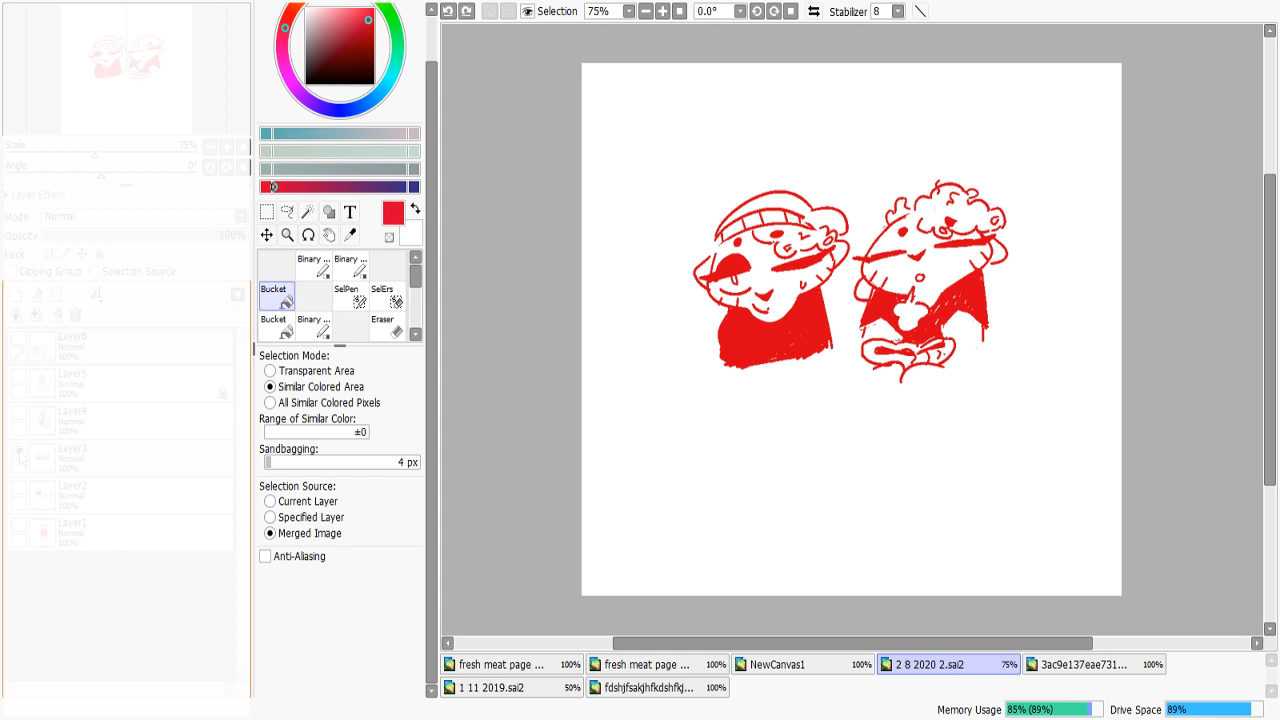 Selection 75% 0.0° Stabilizer 8
Scale 75%
Angle 0°
Layer Effect
Mode Normal
Opacity 100%
Lock
Clipping Group Selection Source
Layer6
Normal
100%
Layer5
Normal
100%
Layer4
Normal
100%
Layer3
Normal
100%
Layer2
Normal
100%
Layer1
Normal
100%
T
Binary ... Binary ...
Bucket SelPen SelErs
Bucket Binary ... Eraser
Selection Mode:
Transparent Area
Similar Colored Area
All Similar Colored Pixels
Range of Similar Color:
±0
Sandbagging:
4 px
Selection Source:
Current Layer
Specified Layer
Merged Image
Anti-Aliasing
fresh meat page ... 100% fresh meat page ... 100% NewCanvas1 100% 2 8 2020 2.sai2 75% 3ac9e137eae731... 100%
1 11 2019.sai2 50% fdshjfsakjhfkdshfkj... 100%
Memory Usage 85% (89%) Drive Space 89%